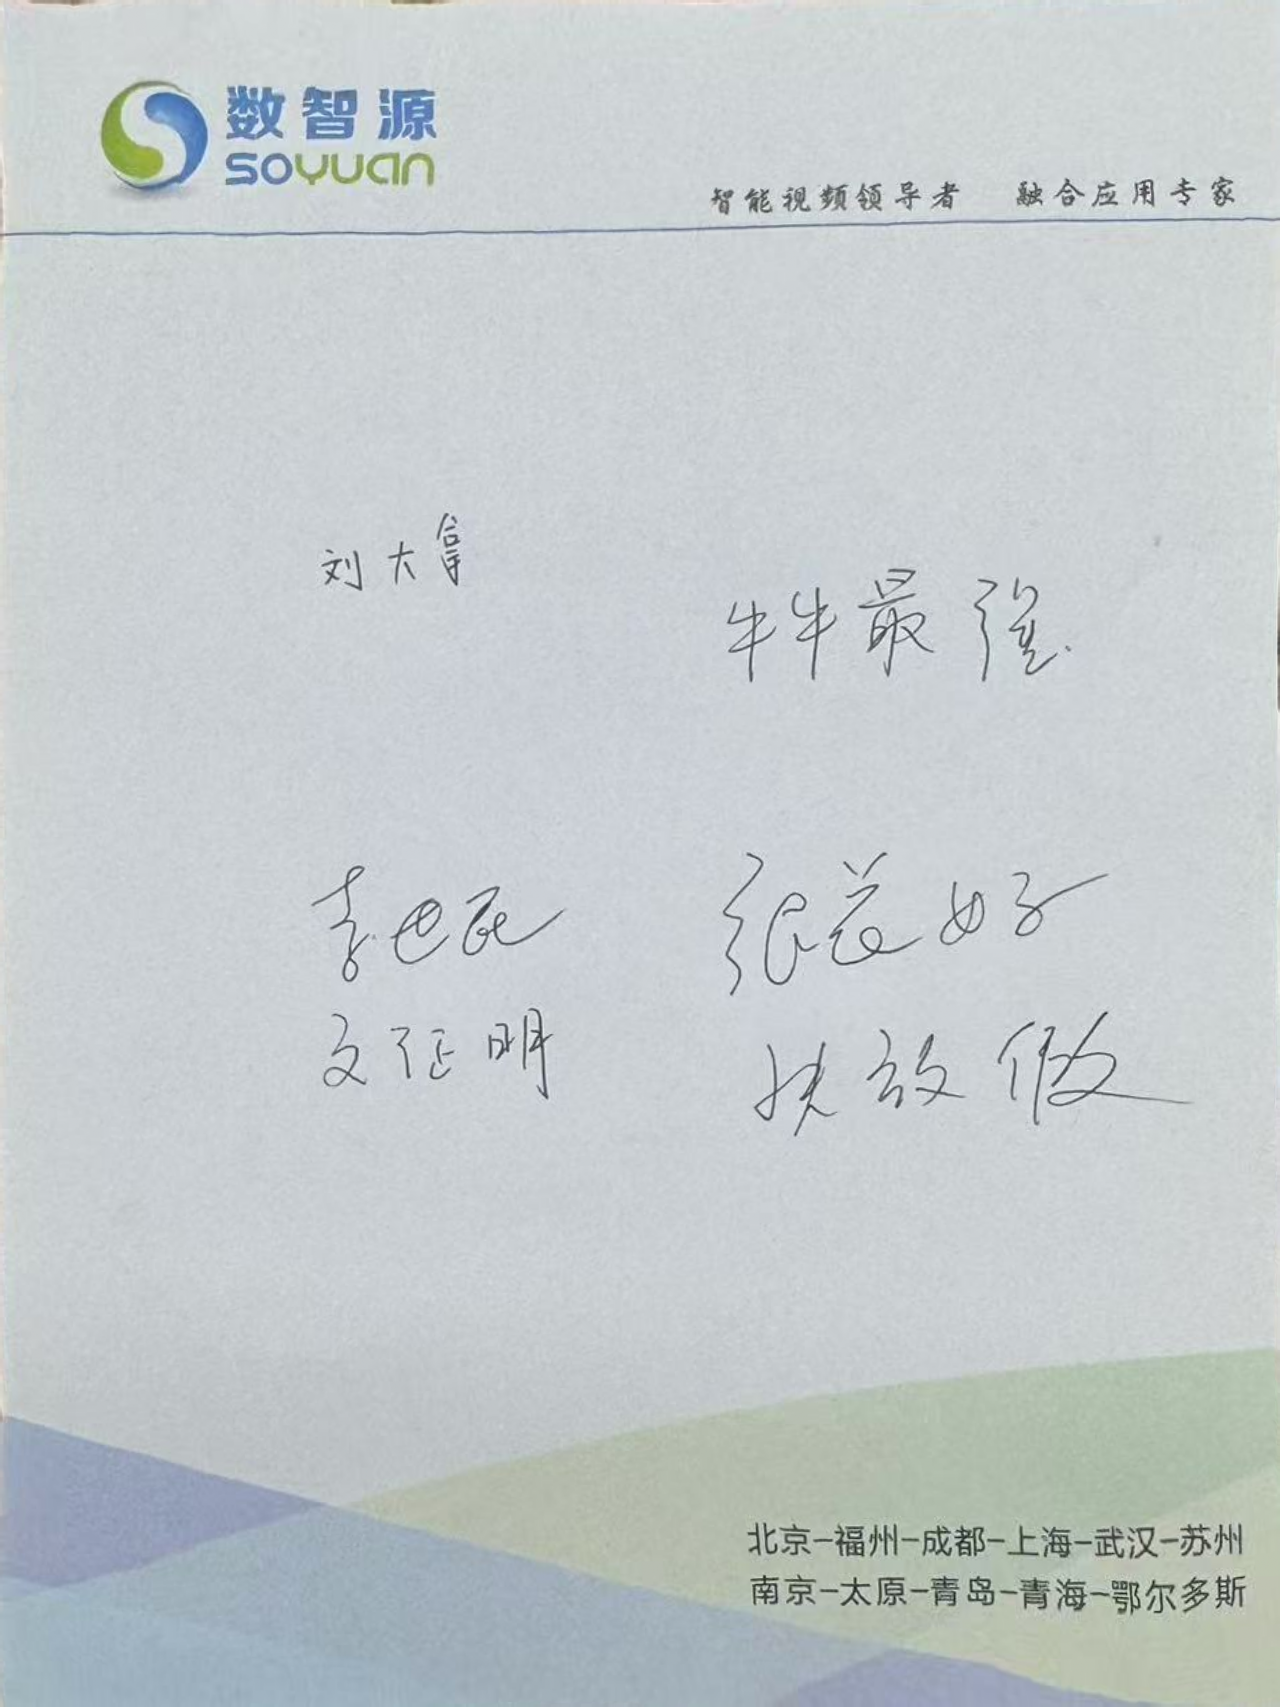 数智源
SOYUAN
智能视频领导者 融合应用专家
刘大拿
牛牛最强
李世民
张芸好
文征明
放假
北京-福州-成都-上海-武汉-苏州
南京-太原-青岛-青海-鄂尔多斯